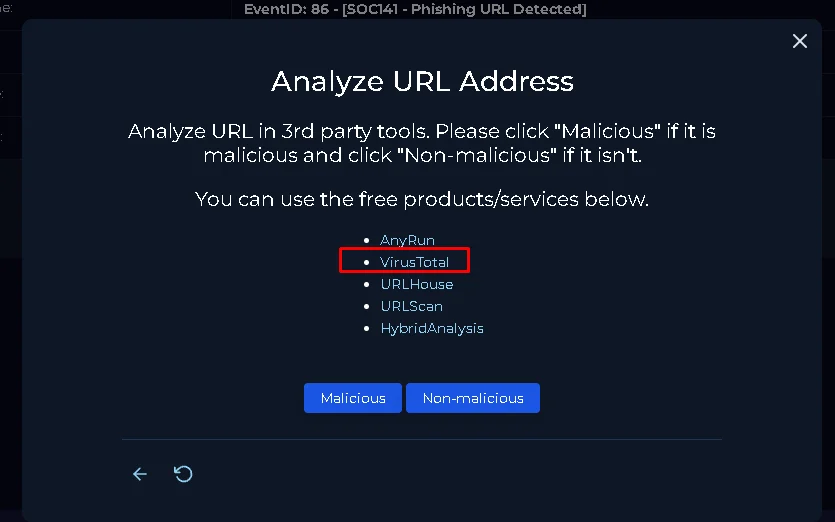 EventID: 86 - [SOC141 - Phishing URL Detected]
Analyze URL Address
Analyze URL in 3rd party tools. Please click "Malicious" if it is
malicious and click "Non-malicious" if it isn't.
You can use the free products/services below.
AnyRun
VirusTotal
URLHouse
URLScan
HybridAnalysis
Malicious Non-malicious